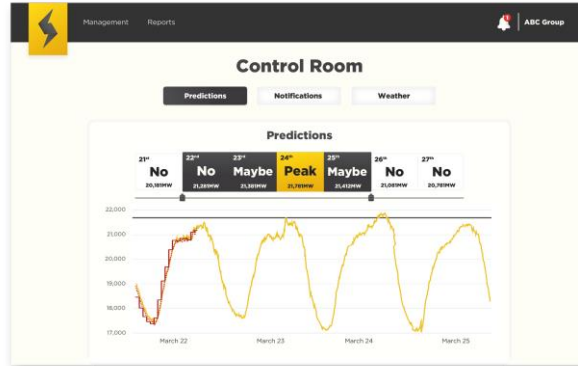 Management Reports 1 ABC Group
Control Room
Predictions Notifications Weather
Predictions
21st 22nd 23rd 24th 25th 26th 27th
No No Maybe Peak Maybe No No
20,181MW 21,281MW 21,381MW 21,781MW 21,412MW 21,081MW 20,781MW
22,000
21,000
20,000
19,000
18,000
17,000
March 22 March 23 March 24 March 25